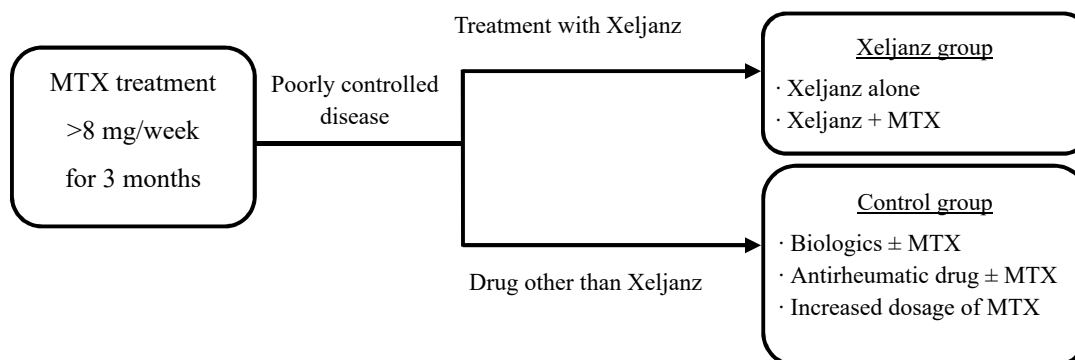 MTX treatment
>8 mg/week
for 3 months
Poorly controlled
disease
Treatment with Xeljanz
Xeljanz group
· Xeljanz alone
· Xeljanz + MTX
Drug other than Xeljanz
Control group
· Biologics ± MTX
· Antirheumatic drug ± MTX
· Increased dosage of MTX